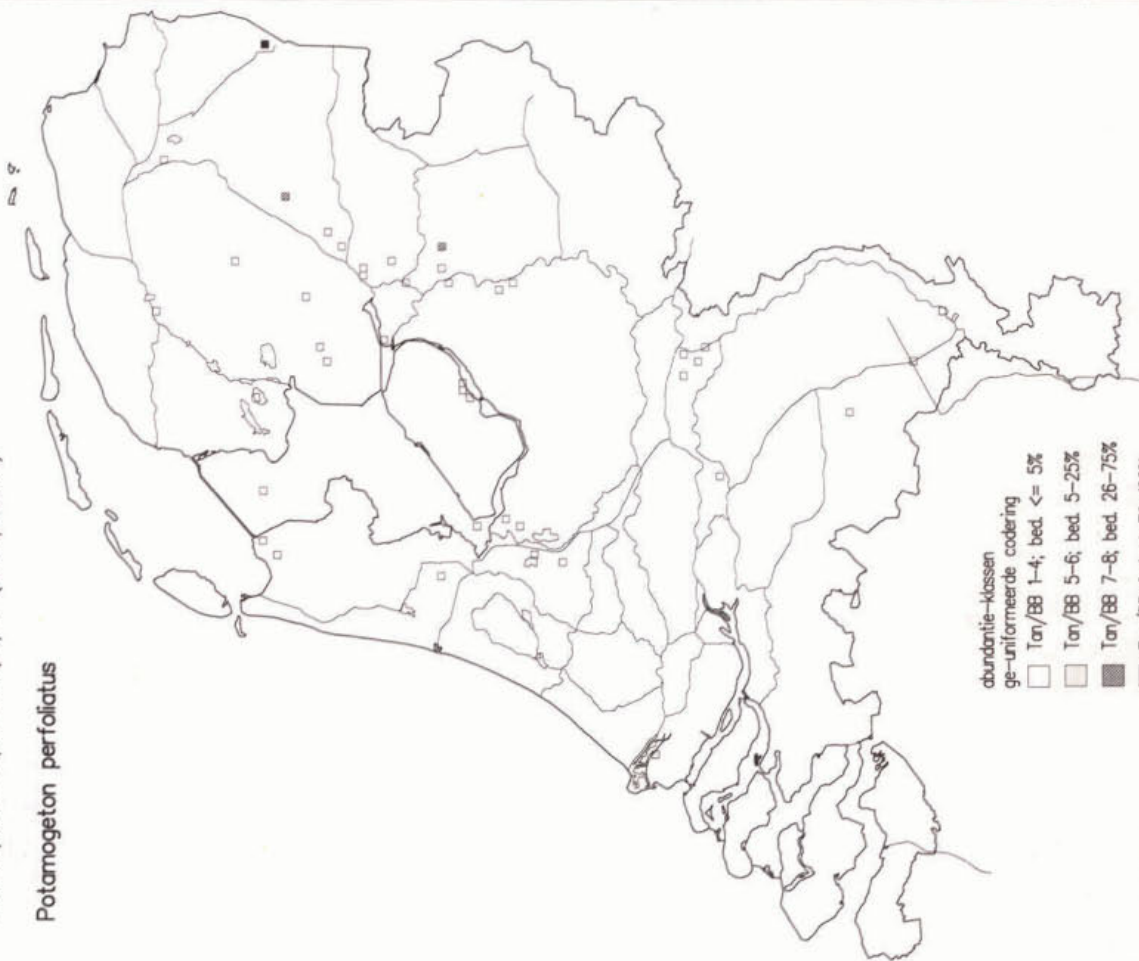 Potamogeton perfoliatus
abundantie-klassen
ge-uniformeerde codering
Tan/BB 1-4; bed. <= 5%
Tan/BB 5-6; bed. 5-25%
Tan/BB 7-8; bed. 26-75%